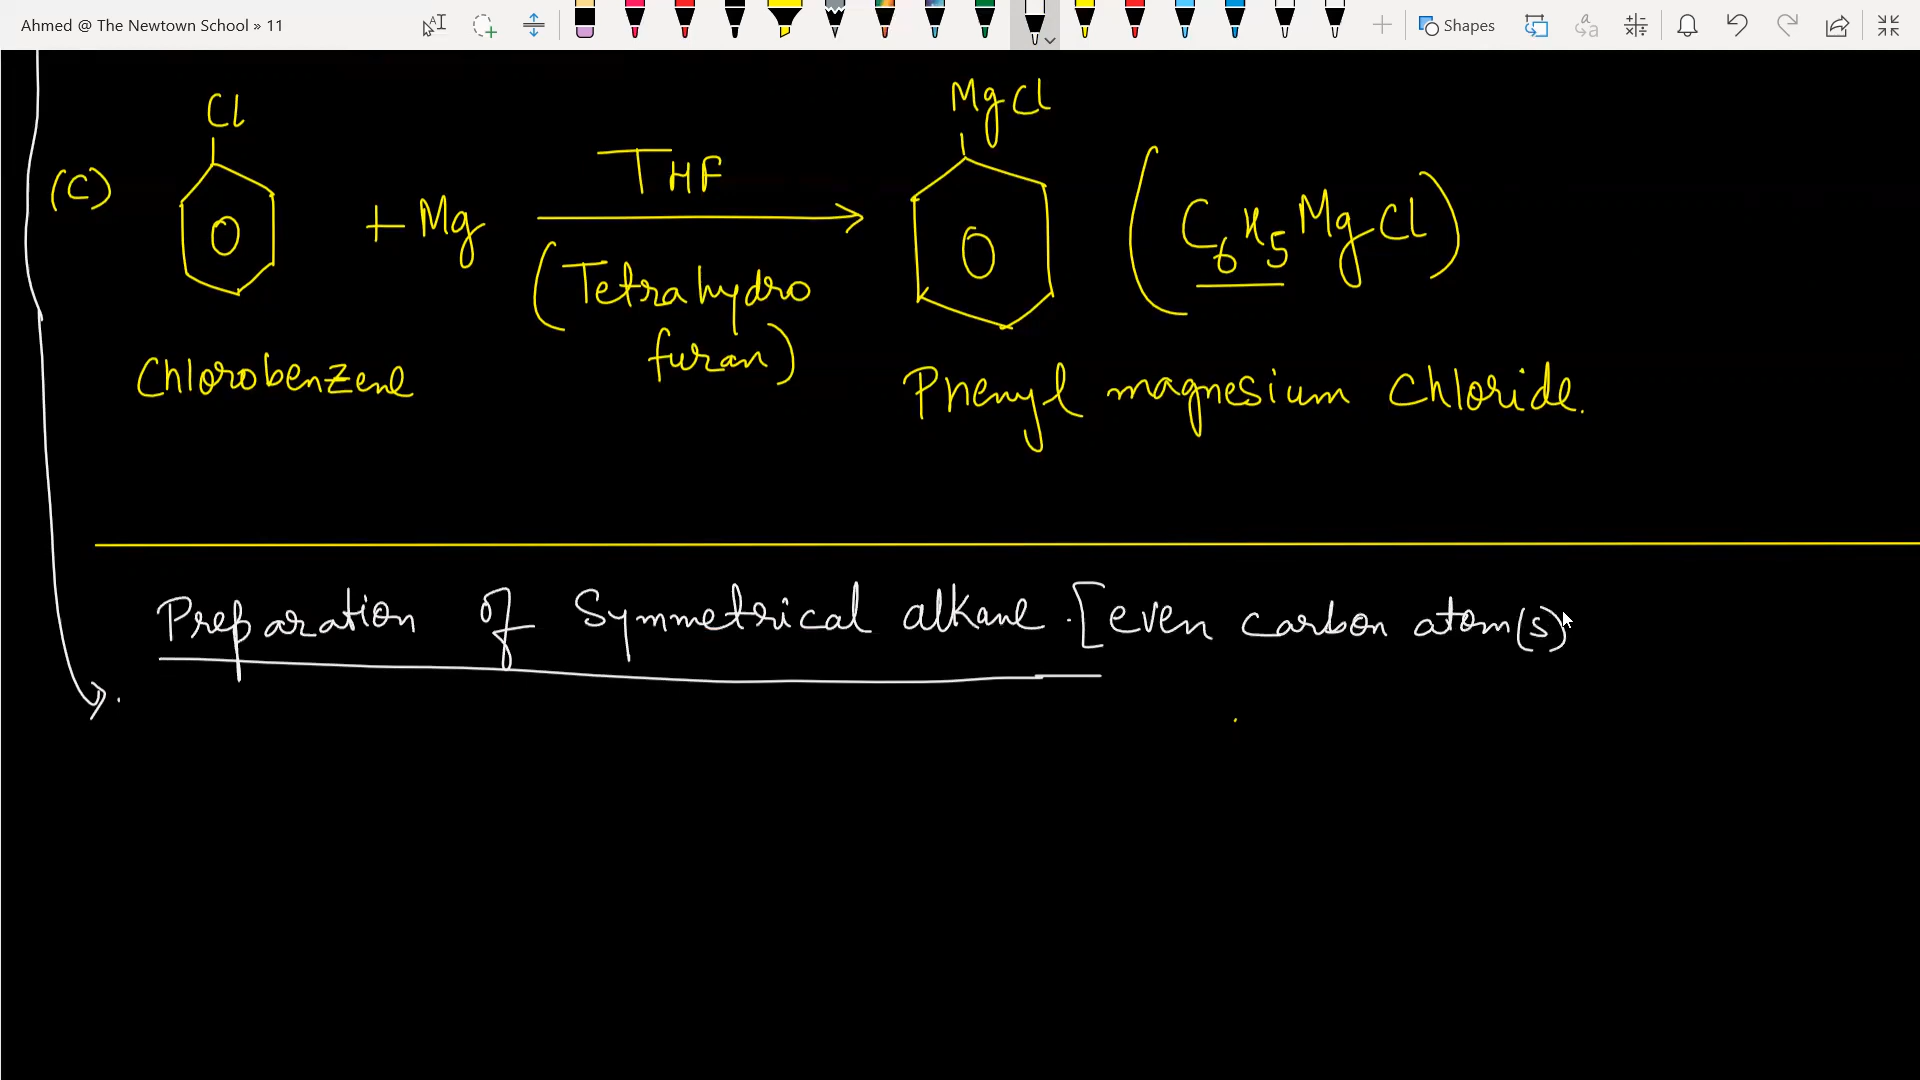 Ahmed @ The Newtown School » 11
Shapes
Cl
MgCl
(C)
+ Mg
THF
(Tetrahydro
furan)
(C6H5MgCl)
Chlorobenzene
Phenyl magnesium chloride.
Preparation of Symmetrical alkane. [even carbon atom(s)